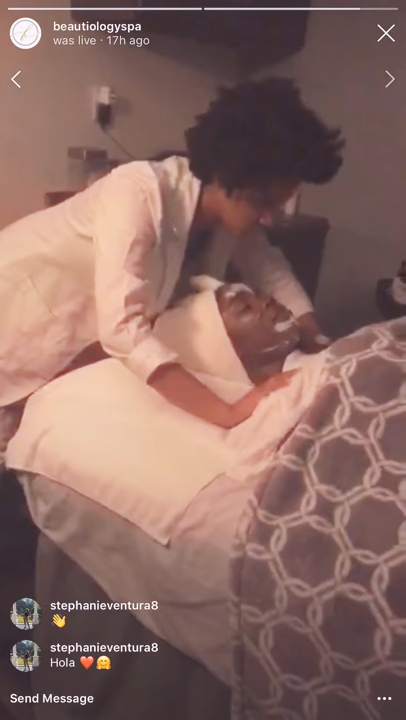 beautiologyspa
was live · 17h ago
stephanieventura8
👋
stephanieventura8
Hola ❤️🤗
Send Message